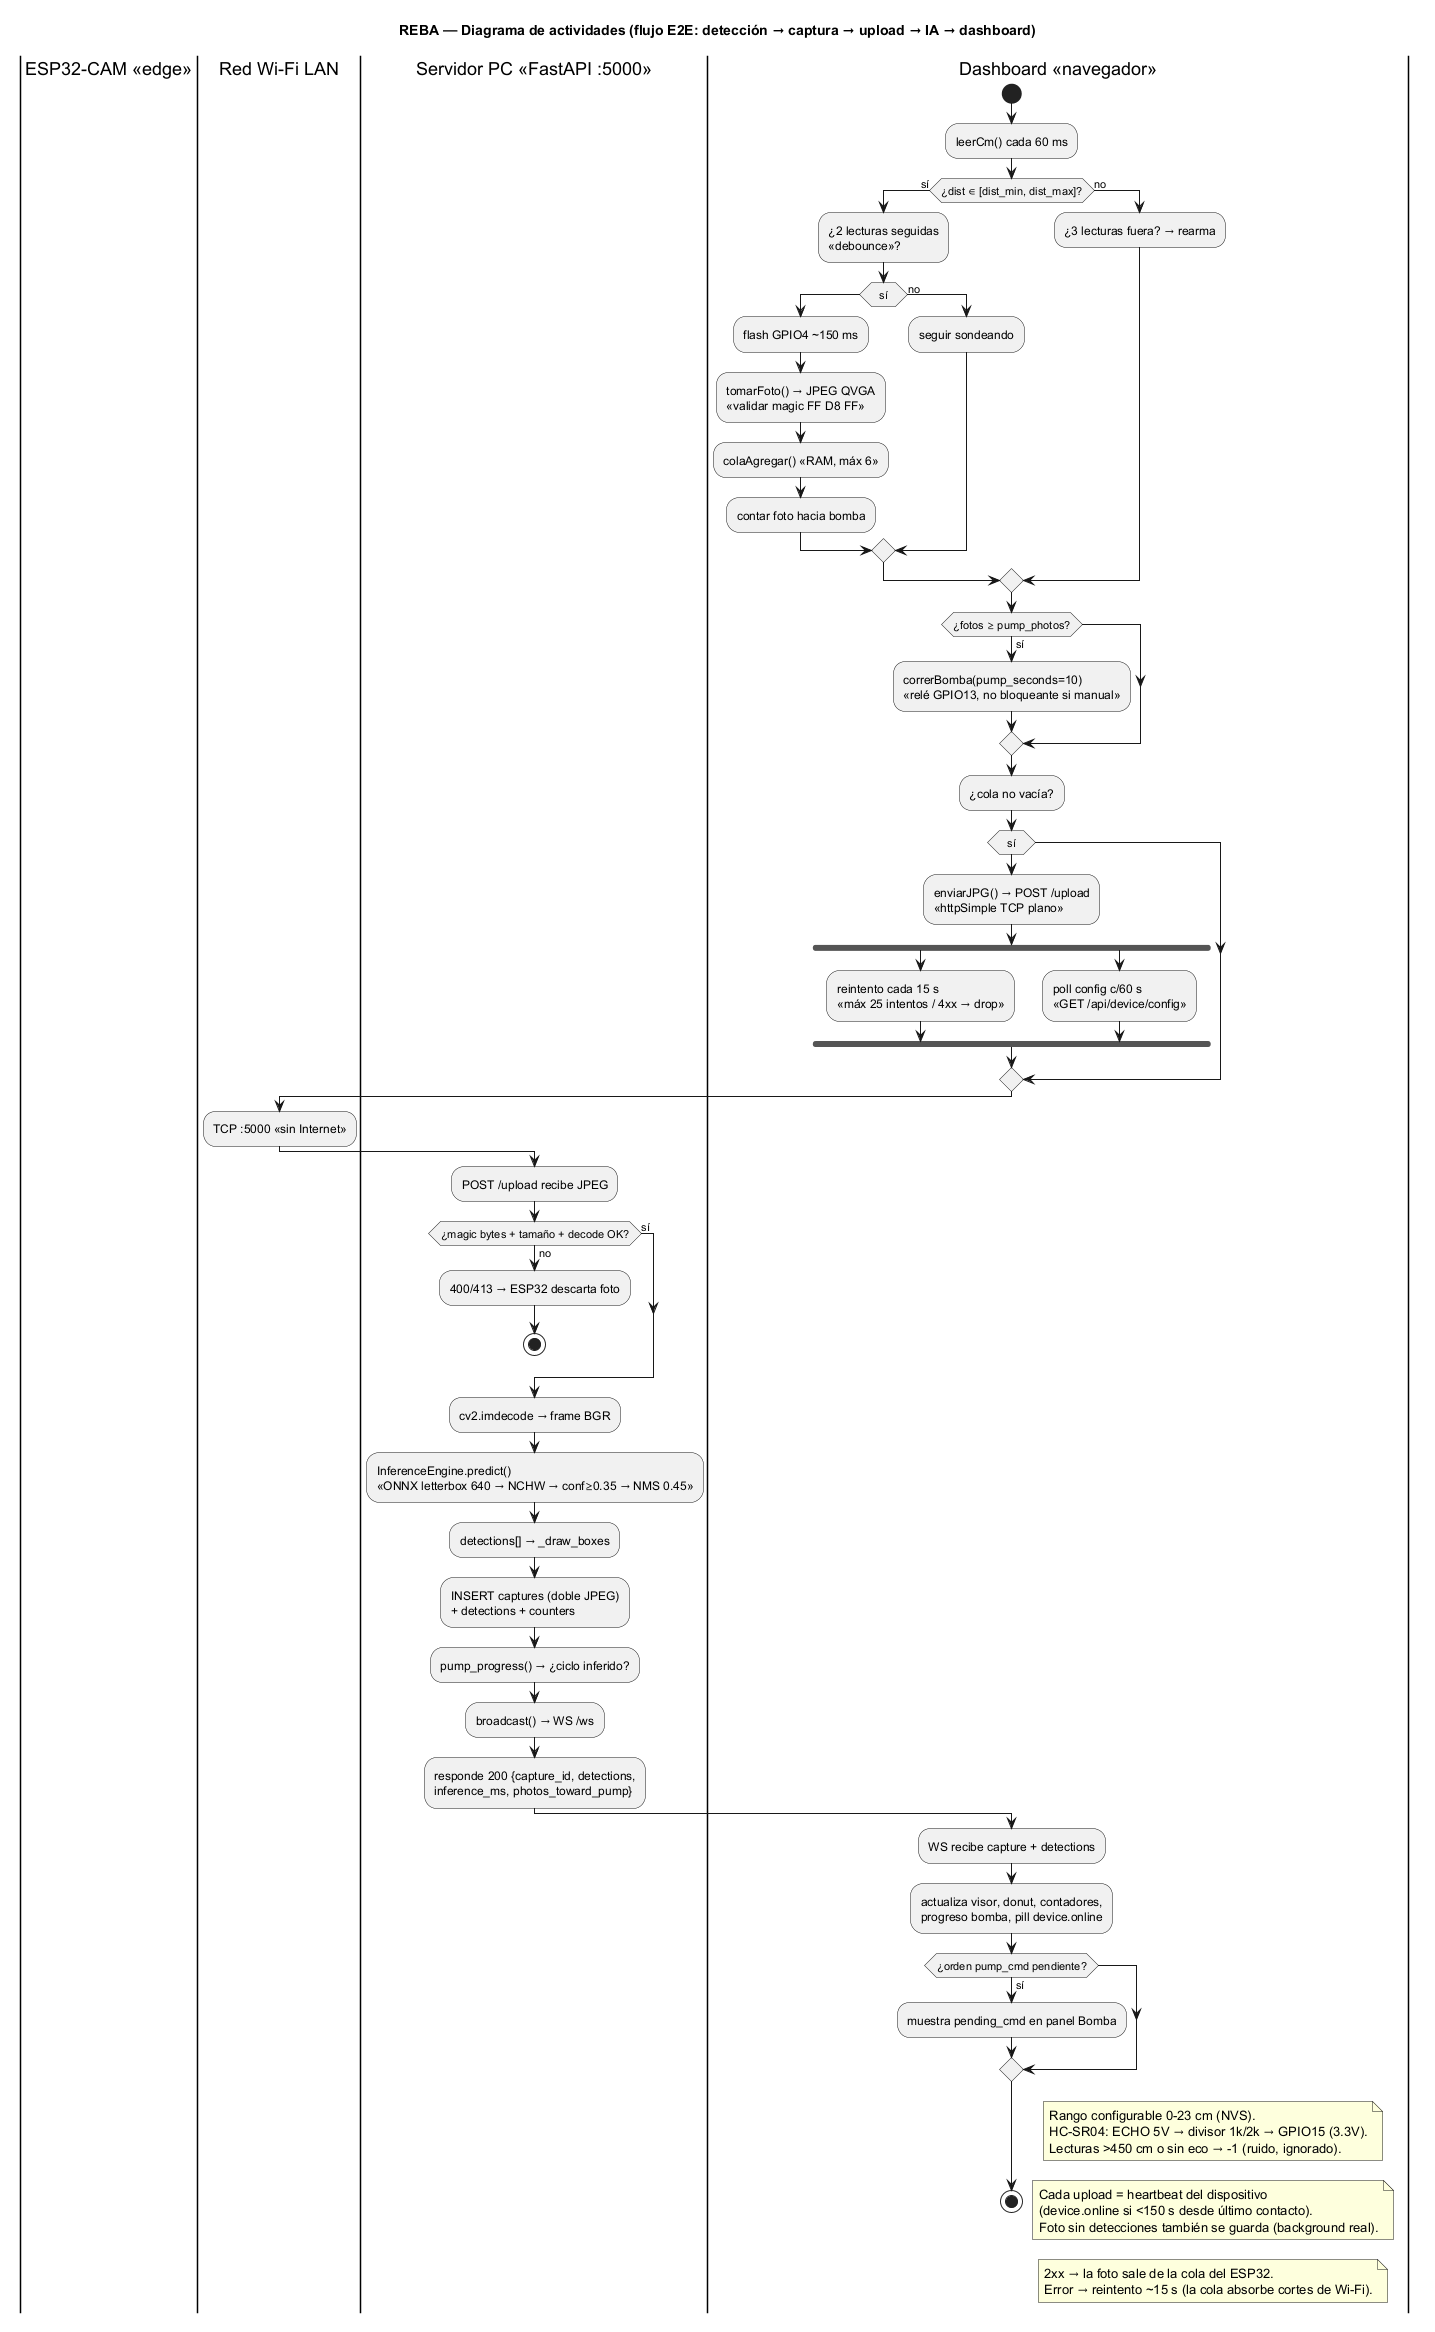 REBA — Diagrama de actividades (flujo E2E: detección → captura → upload → IA → dashboard)
ESP32-CAM «edge»
Red Wi-Fi LAN
Servidor PC «FastAPI :5000»
Dashboard «navegador»
leerCm() cada 60 ms
¿dist ∈ [dist_min, dist_max]?
sí
no
¿2 lecturas seguidas
«debounce»?
¿3 lecturas fuera? → rearma
sí
no
flash GPIO4 ~150 ms
seguir sondeando
tomarFoto() → JPEG QVGA
«validar magic FF D8 FF»
colaAgregar() «RAM, máx 6»
contar foto hacia bomba
¿fotos ≥ pump_photos?
sí
correrBomba(pump_seconds=10)
«relé GPIO13, no bloqueante si manual»
¿cola no vacía?
sí
enviarJPG() → POST /upload
«httpSimple TCP plano»
reintento cada 15 s
«máx 25 intentos / 4xx → drop»
poll config c/60 s
«GET /api/device/config»
TCP :5000 «sin Internet»
POST /upload recibe JPEG
¿magic bytes + tamaño + decode OK?
sí
no
400/413 → ESP32 descarta foto
cv2.imdecode → frame BGR
InferenceEngine.predict()
«ONNX letterbox 640 → NCHW → conf≥0.35 → NMS 0.45»
detections[] → _draw_boxes
INSERT captures (doble JPEG)
+ detections + counters
pump_progress() → ¿ciclo inferido?
broadcast() → WS /ws
responde 200 {capture_id, detections,
inference_ms, photos_toward_pump}
WS recibe capture + detections
actualiza visor, donut, contadores,
progreso bomba, pill device.online
¿orden pump_cmd pendiente?
sí
muestra pending_cmd en panel Bomba
Rango configurable 0-23 cm (NVS).
HC-SR04: ECHO 5V → divisor 1k/2k → GPIO15 (3.3V).
Lecturas >450 cm o sin eco → -1 (ruido, ignorado).
Cada upload = heartbeat del dispositivo
(device.online si <150 s desde último contacto).
Foto sin detecciones también se guarda (background real).
2xx → la foto sale de la cola del ESP32.
Error → reintento ~15 s (la cola absorbe cortes de Wi-Fi).